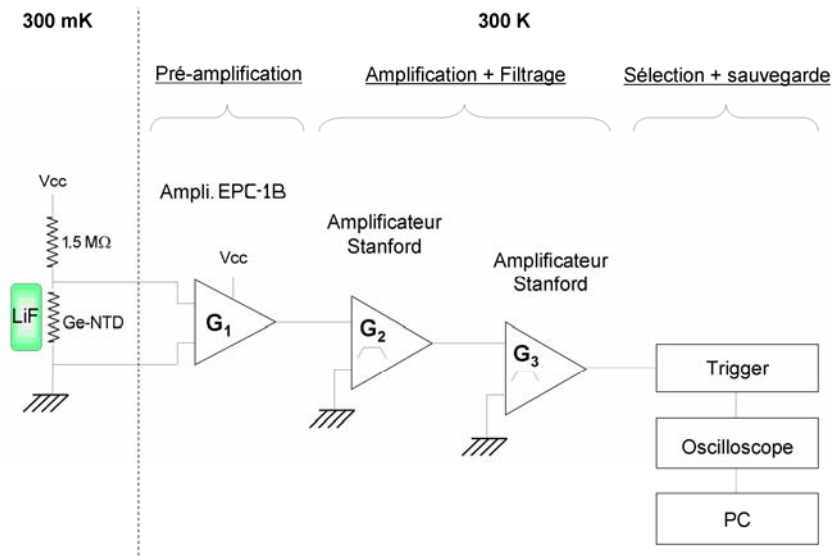 300 mK
300 K
Pré-amplification
Amplification + Filtrage
Sélection + sauvegarde
Vcc
1.5 MΩ
LiF
Ge-NTD
Ampli. EPC-1B
Vcc
G1
Amplificateur
Stanford
G2
Amplificateur
Stanford
G3
Trigger
Oscilloscope
PC